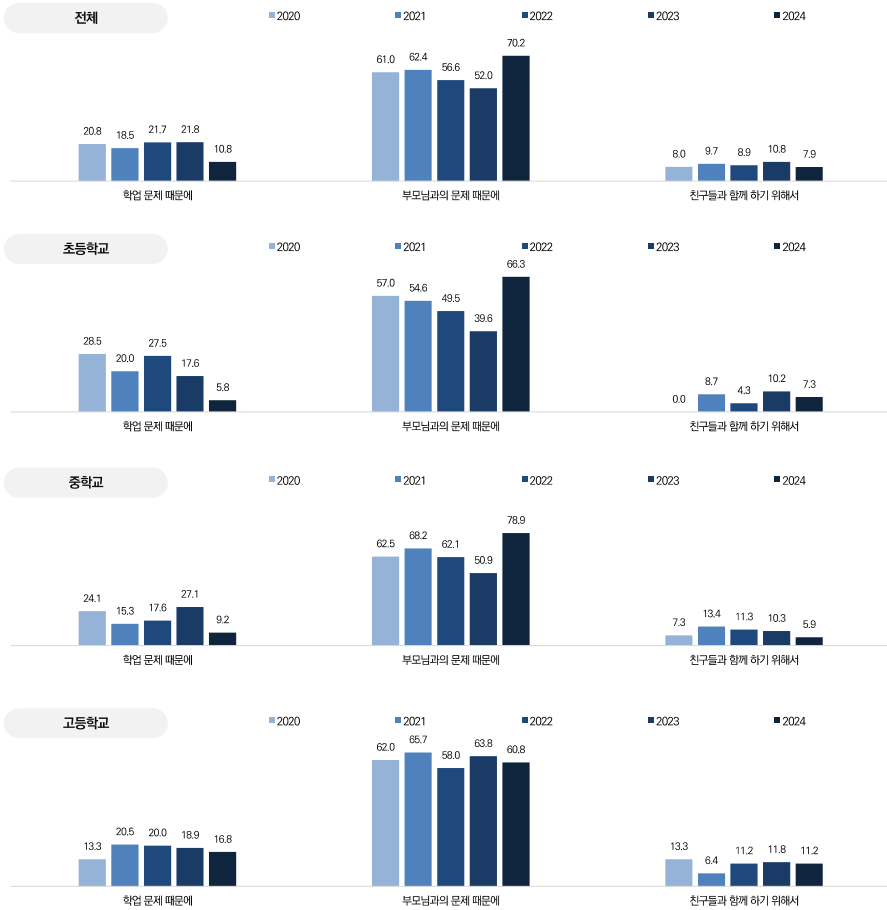 전체
2020 2021 2022 2023 2024
20.8 18.5 21.7 21.8 10.8 61.0 62.4 56.6 52.0 70.2 8.0 9.7 8.9 10.8 7.9
학업 문제 때문에 부모님과의 문제 때문에 친구들과 함께 하기 위해서
초등학교
2020 2021 2022 2023 2024
28.5 20.0 27.5 17.6 5.8 57.0 54.6 49.5 39.6 66.3 0.0 8.7 4.3 10.2 7.3
학업 문제 때문에 부모님과의 문제 때문에 친구들과 함께 하기 위해서
중학교
2020 2021 2022 2023 2024
24.1 15.3 17.6 27.1 9.2 62.5 68.2 62.1 50.9 78.9 7.3 13.4 11.3 10.3 5.9
학업 문제 때문에 부모님과의 문제 때문에 친구들과 함께 하기 위해서
고등학교
2020 2021 2022 2023 2024
13.3 20.5 20.0 18.9 16.8 62.0 65.7 58.0 63.8 60.8 13.3 6.4 11.2 11.8 11.2
학업 문제 때문에 부모님과의 문제 때문에 친구들과 함께 하기 위해서